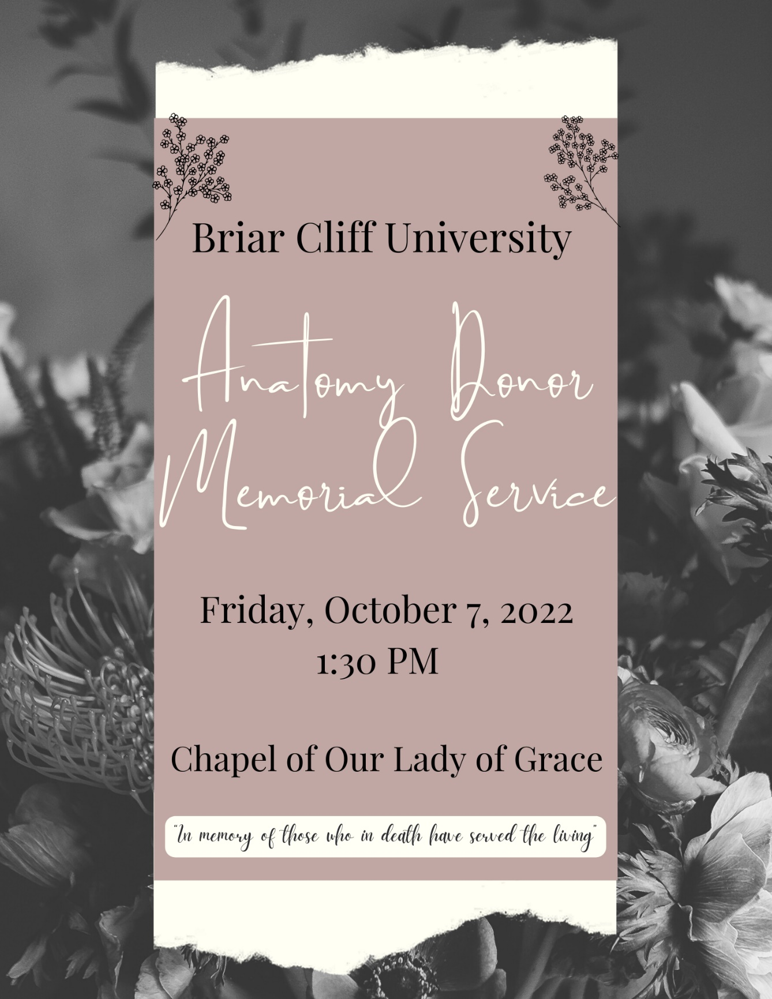 Briar Cliff University
Anatomy Donor
Memorial Service
Friday, October 7, 2022
1:30 PM
Chapel of Our Lady of Grace
"In memory of those who in death have served the living"